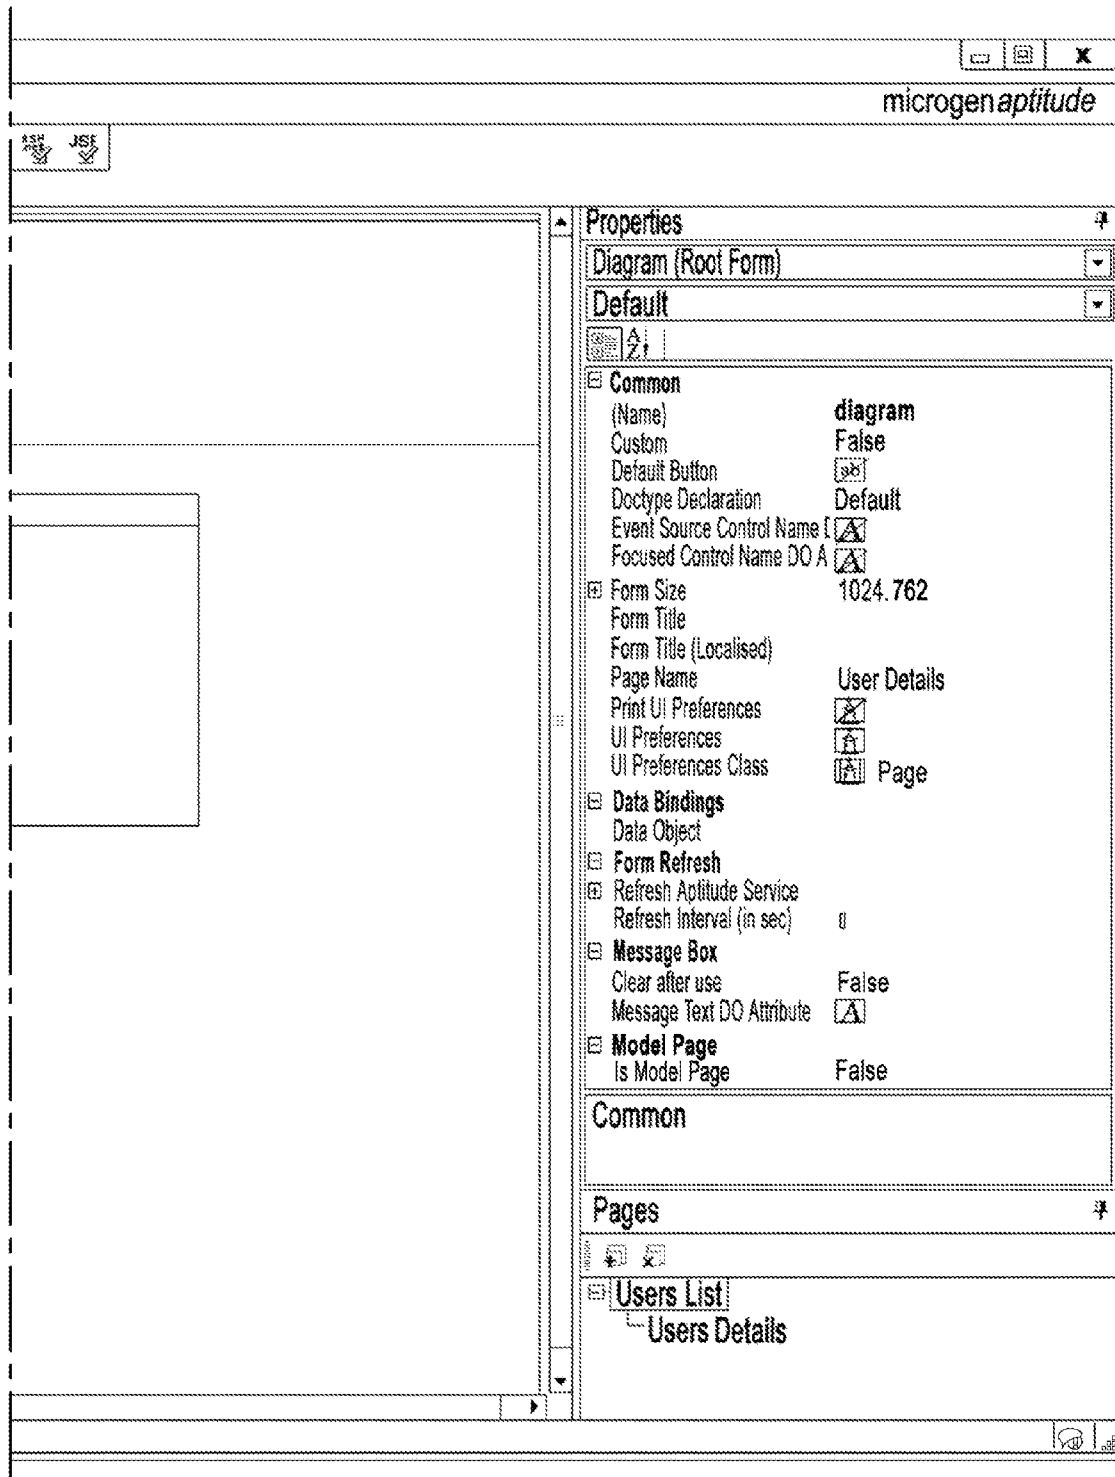 microgenaptitude
JSF
Properties
Diagram (Root Form)
Default
A
Z
Common
(Name) diagram
Custom False
Default Button ab
Doctype Declaration Default
Event Source Control Name D A
Focused Control Name DO A A
Form Size 1024.762
Form Title
Form Title (Localised)
Page Name User Details
Print UI Preferences A
UI Preferences A
UI Preferences Class A Page
Data Bindings
Data Object
Form Refresh
Refresh Aptitude Service
Refresh Interval (in sec) 0
Message Box
Clear after use False
Message Text DO Attribute A
Model Page
Is Model Page False
Common
Pages
Users List
Users Details